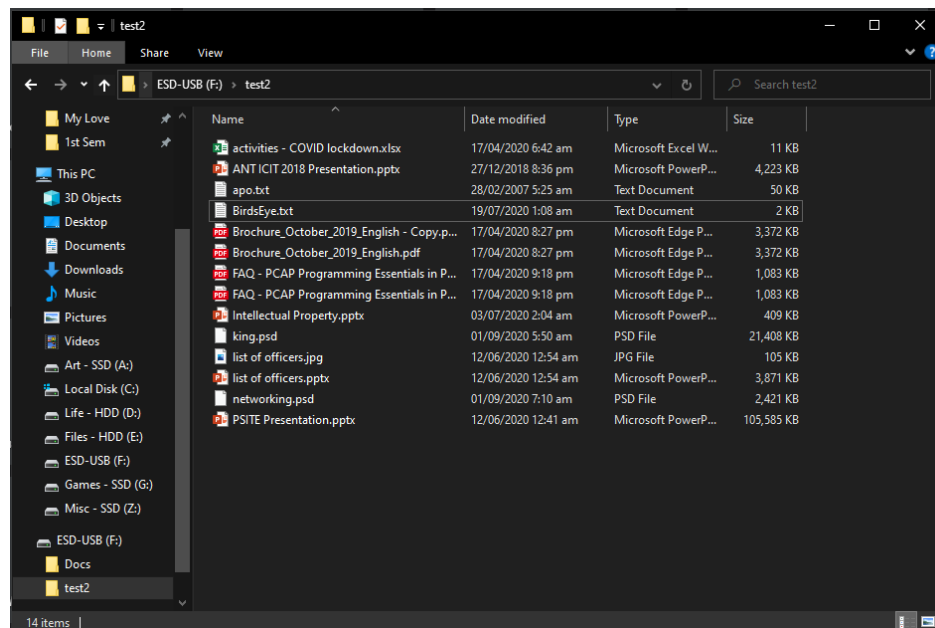 test2
File Home Share View
ESD-USB (F:) > test2 Search test2
My Love
1st Sem
This PC
3D Objects
Desktop
Documents
Downloads
Music
Pictures
Videos
Art - SSD (A:)
Local Disk (C:)
Life - HDD (D:)
Files - HDD (E:)
ESD-USB (F:)
Games - SSD (G:)
Misc - SSD (Z:)
ESD-USB (F:)
Docs
test2
Name Date modified Type Size
activities - COVID lockdown.xlsx 17/04/2020 6:42 am Microsoft Excel W... 11 KB
ANT ICIT 2018 Presentation.pptx 27/12/2018 8:36 pm Microsoft PowerP... 4,223 KB
apo.txt 28/02/2007 5:25 am Text Document 50 KB
BirdsEye.txt 19/07/2020 1:08 am Text Document 2 KB
Brochure_October_2019_English - Copy.p... 17/04/2020 8:27 pm Microsoft Edge P... 3,372 KB
Brochure_October_2019_English.pdf 17/04/2020 8:27 pm Microsoft Edge P... 3,372 KB
FAQ - PCAP Programming Essentials in P... 17/04/2020 9:18 pm Microsoft Edge P... 1,083 KB
FAQ - PCAP Programming Essentials in P... 17/04/2020 9:18 pm Microsoft Edge P... 1,083 KB
Intellectual Property.pptx 03/07/2020 2:04 am Microsoft PowerP... 409 KB
king.psd 01/09/2020 5:50 am PSD File 21,408 KB
list of officers.jpg 12/06/2020 12:54 am JPG File 105 KB
list of officers.pptx 12/06/2020 12:54 am Microsoft PowerP... 3,871 KB
networking.psd 01/09/2020 7:10 am PSD File 2,421 KB
PSITE Presentation.pptx 12/06/2020 12:41 am Microsoft PowerP... 105,585 KB
14 items